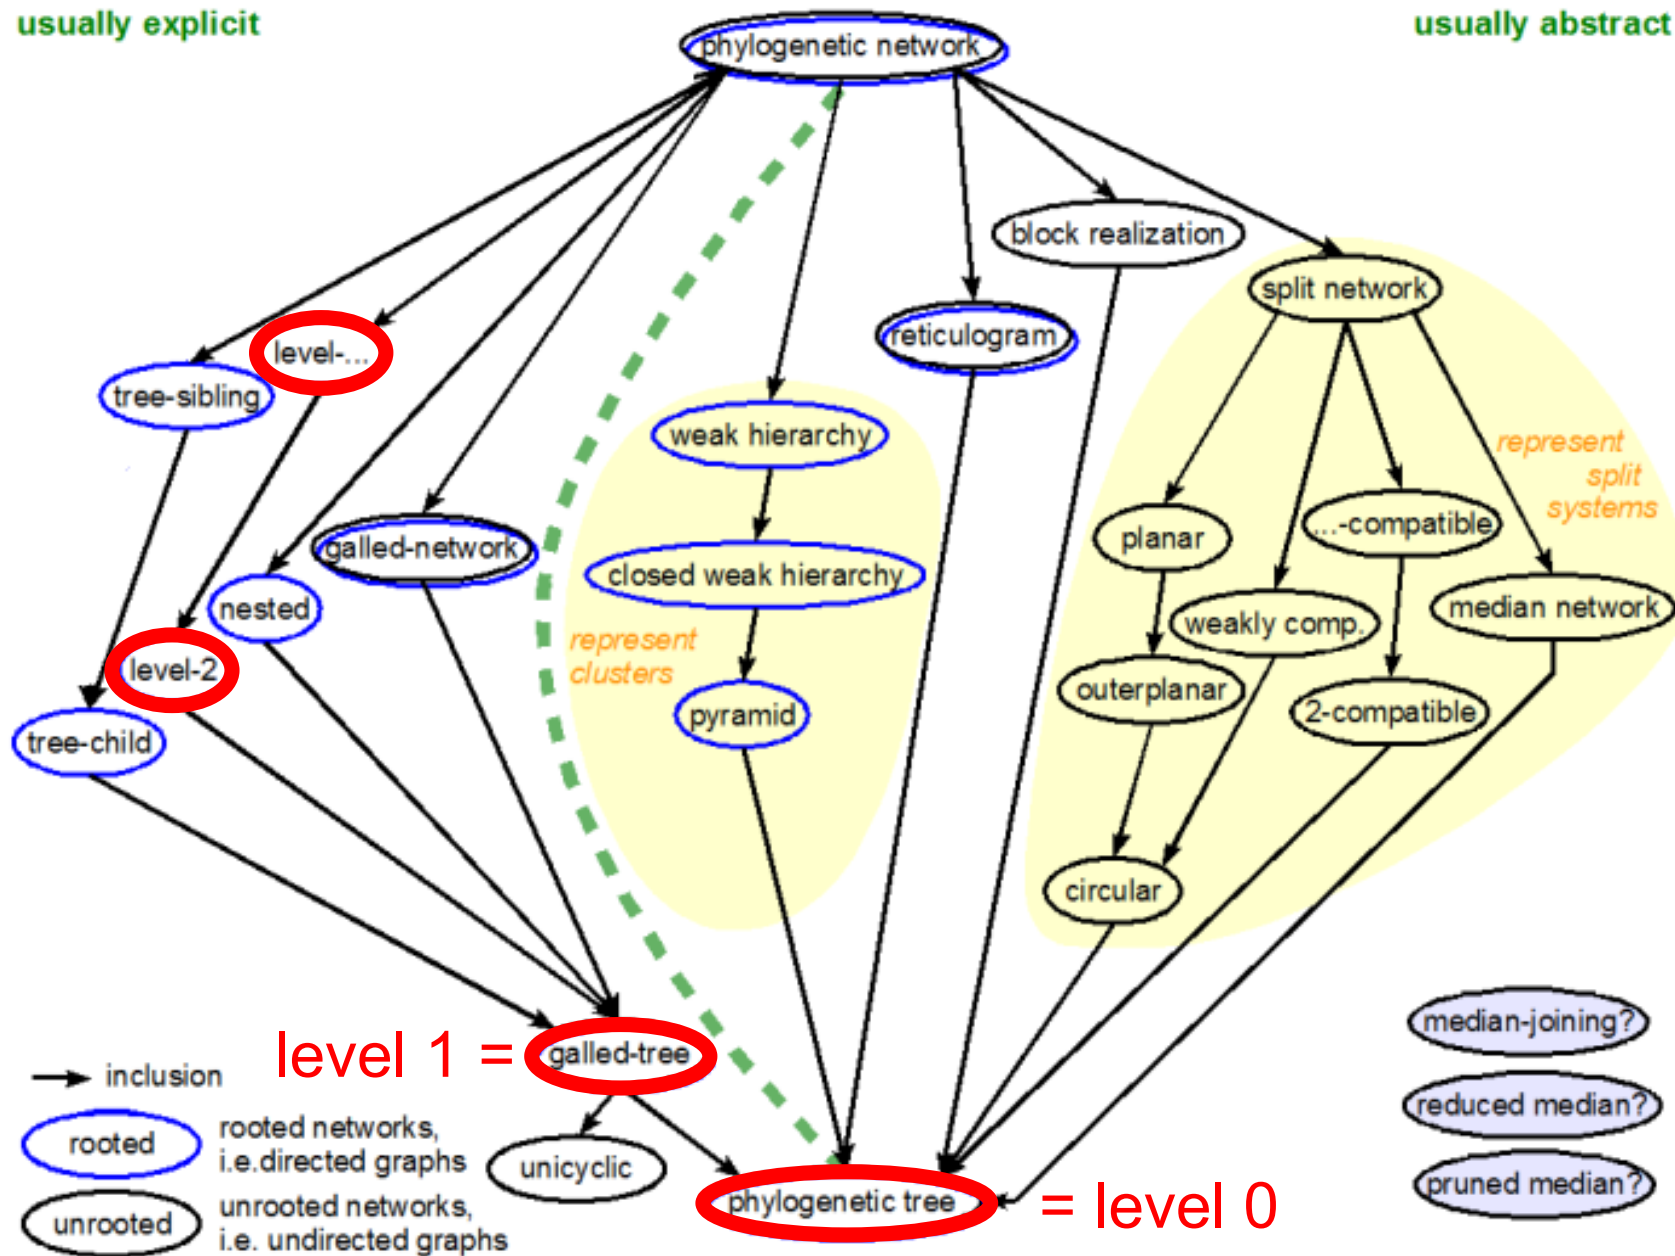 usually explicit
usually abstract
phylogenetic network
block realization
split network
level-...
reticulogram
tree-sibling
weak hierarchy
represent
split
systems
galled-network
planar
...-compatible
closed weak hierarchy
nested
weakly comp.
median network
represent
clusters
level-2
outerplanar
2-compatible
pyramid
tree-child
circular
median-joining?
level 1 =
galled-tree
inclusion
reduced median?
rooted
rooted networks,
i.e.directed graphs
unicyclic
pruned median?
phylogenetic tree
= level 0
unrooted
unrooted networks,
i.e. undirected graphs